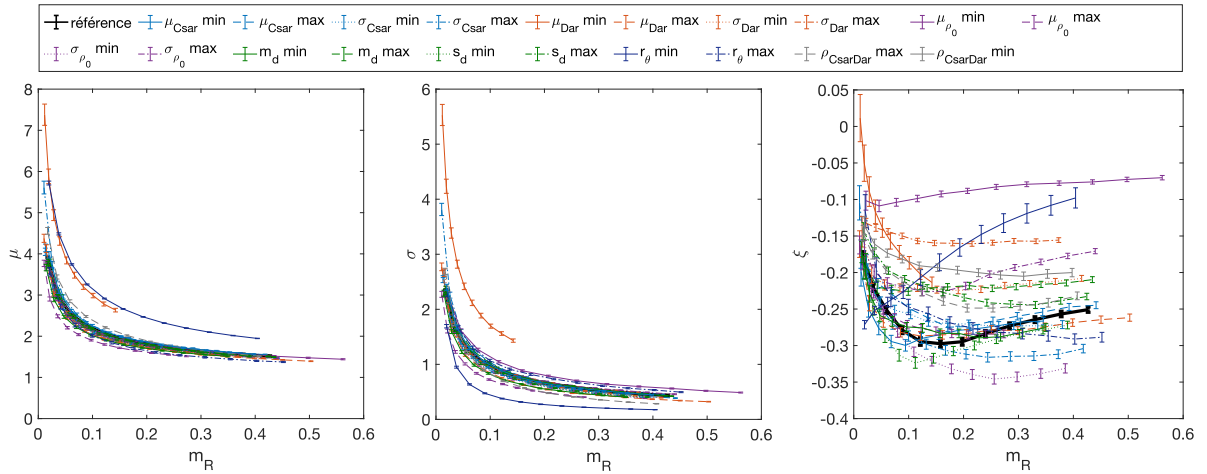 référence μCsar min μCsar max σCsar min σCsar max μDar min μDar max σDar min σDar max μρ0 min μρ0 max
σρ0 min σρ0 max md min md max sd min sd max rθ min rθ max ρCsarDar max ρCsarDar min
8
7
6
5
4
3
2
1
0
μ
0 0.1 0.2 0.3 0.4 0.5 0.6
mR
6
5
4
3
2
1
0
σ
0 0.1 0.2 0.3 0.4 0.5 0.6
mR
0.05
0
-0.05
-0.1
-0.15
-0.2
-0.25
-0.3
-0.35
-0.4
ξ
0 0.1 0.2 0.3 0.4 0.5 0.6
mR